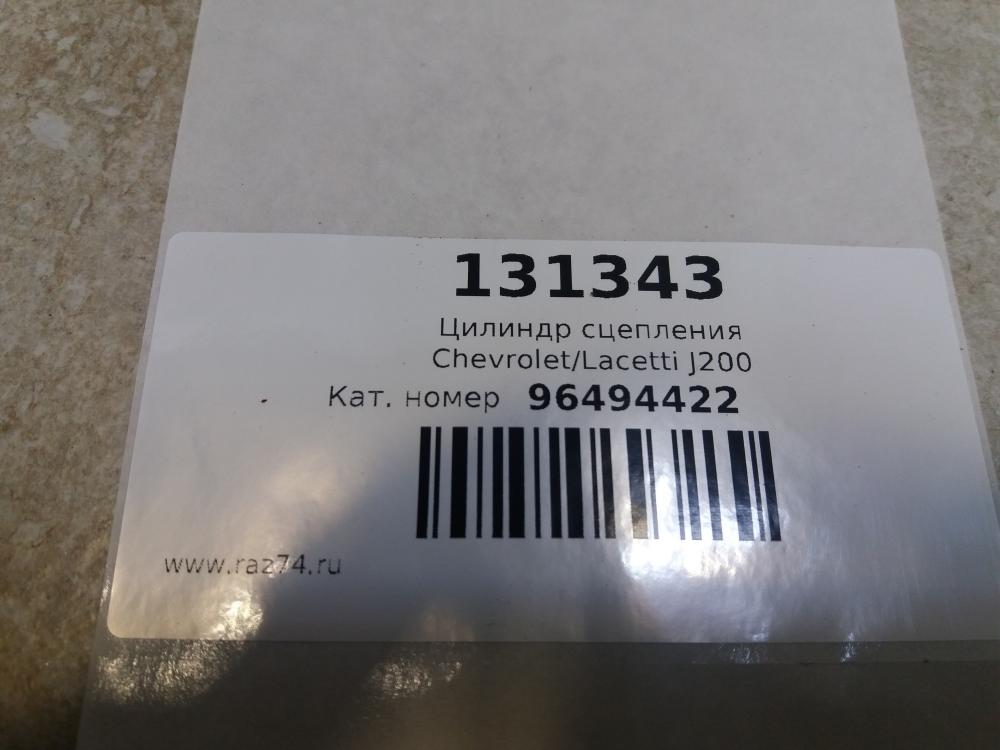 131343
Цилиндр сцепления
Chevrolet/Lacetti J200
Кат. номер 96494422
www.raz74.ru